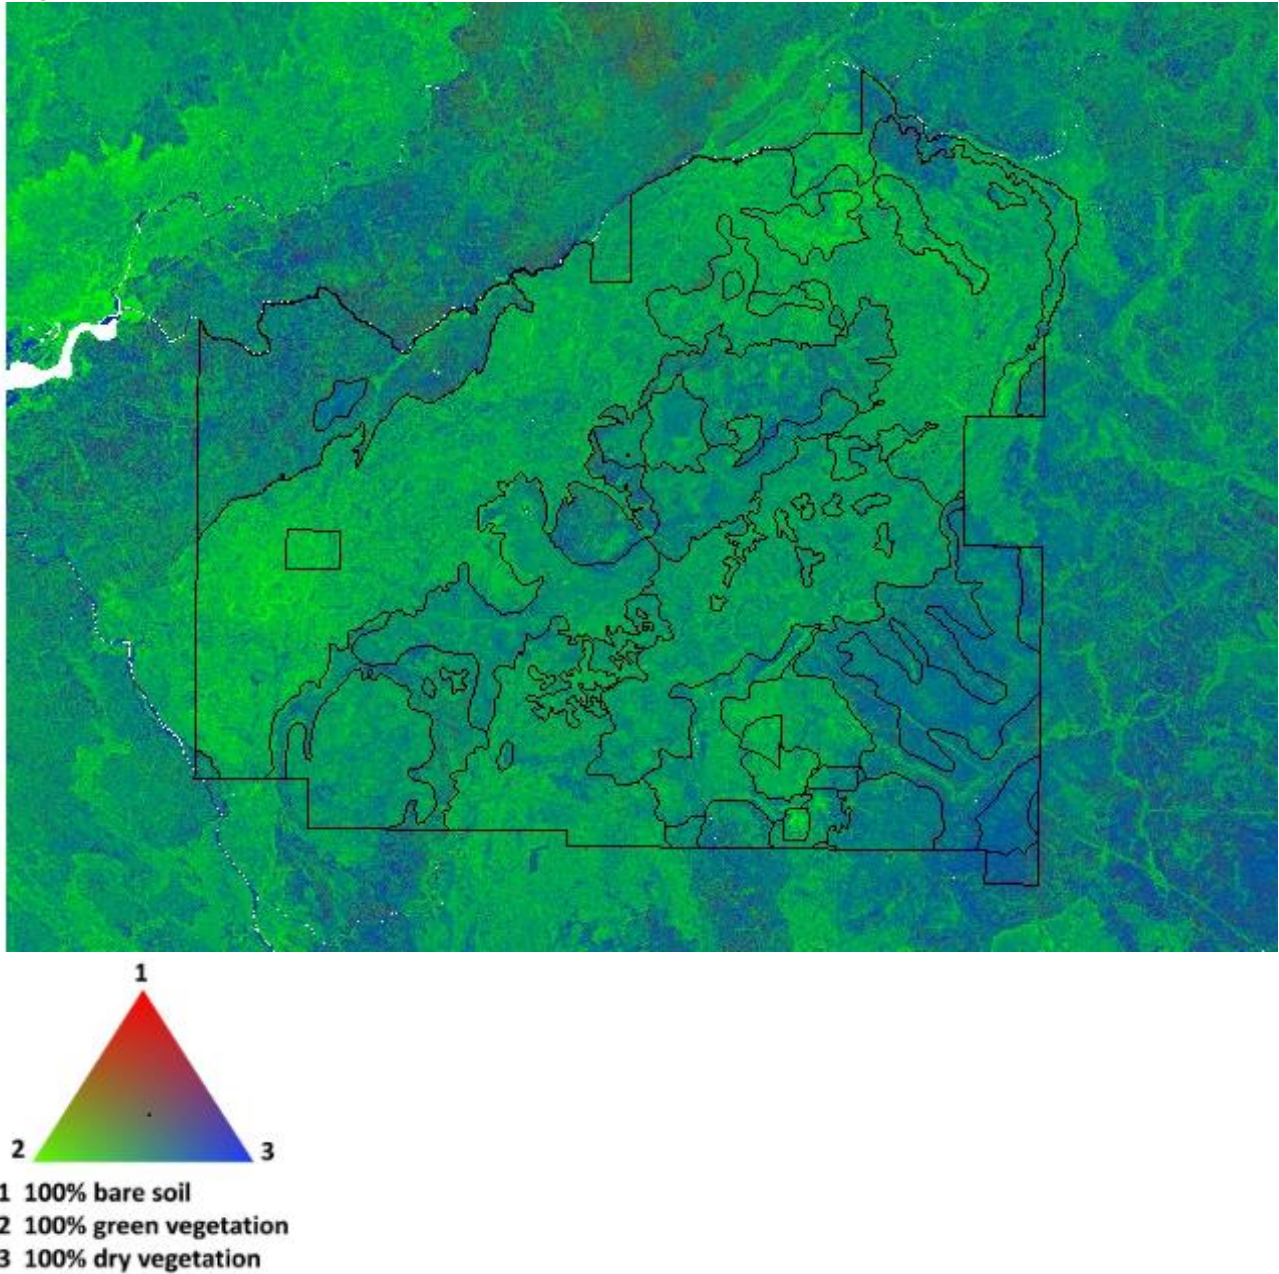 1
2
3
1 100% bare soil
2 100% green vegetation
3 100% dry vegetation